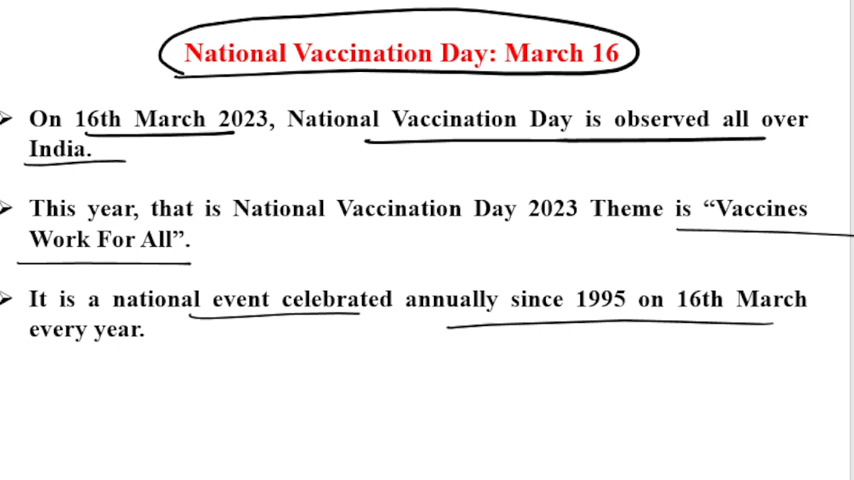 National Vaccination Day: March 16
➢ On 16th March 2023, National Vaccination Day is observed all over
India.
➢ This year, that is National Vaccination Day 2023 Theme is “Vaccines
Work For All”.
➢ It is a national event celebrated annually since 1995 on 16th March
every year.